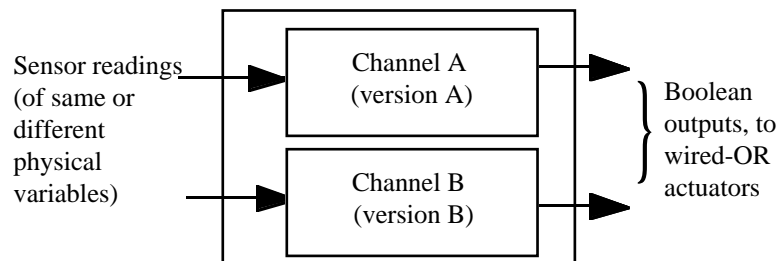 Sensor readings
(of same or
different
physical
variables)
Channel A
(version A)
Channel B
(version B)
Boolean
outputs, to
wired-OR
actuators